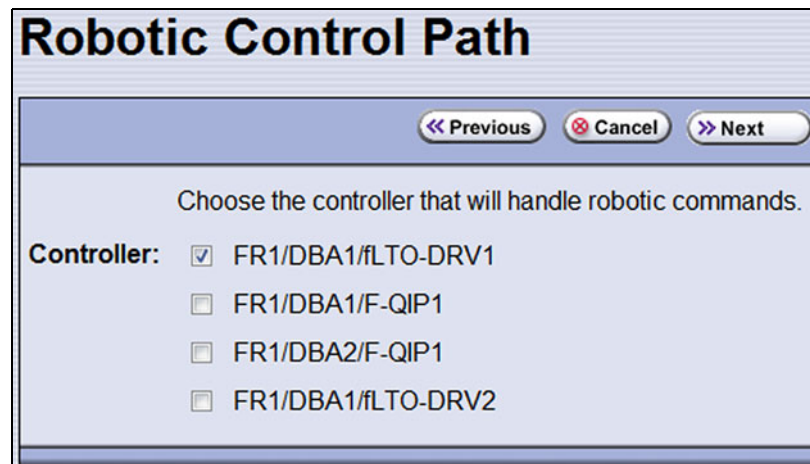 Robotic Control Path
Previous Cancel Next
Choose the controller that will handle robotic commands.
Controller: FR1/DBA1/fLTO-DRV1
FR1/DBA1/F-QIP1
FR1/DBA2/F-QIP1
FR1/DBA1/fLTO-DRV2